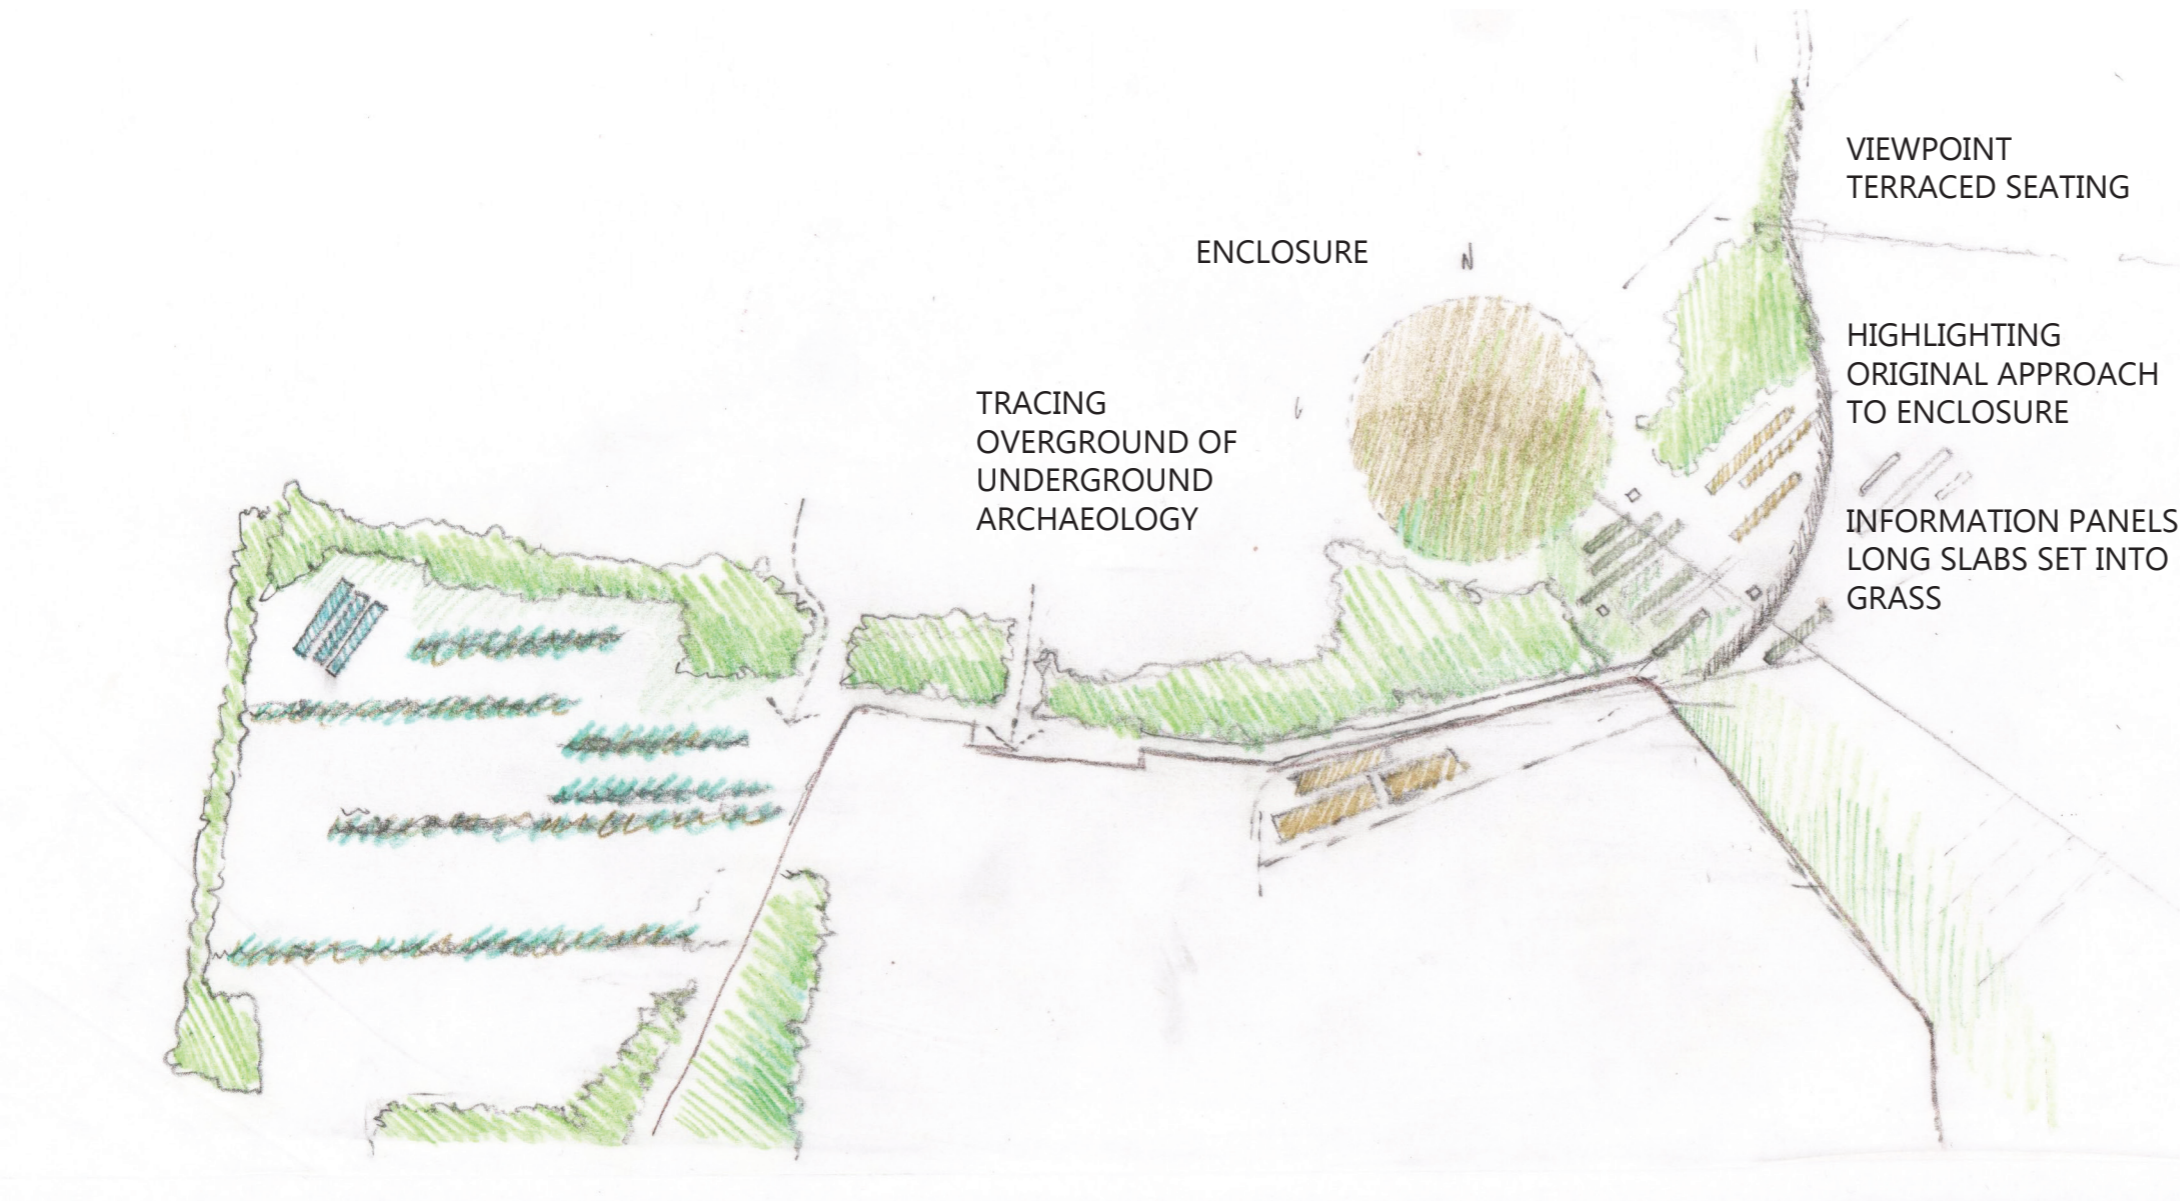 VIEWPOINT
TERRACED SEATING
ENCLOSURE
N
HIGHLIGHTING
ORIGINAL APPROACH
TO ENCLOSURE
TRACING
OVERGROUND OF
UNDERGROUND
ARCHAEOLOGY
INFORMATION PANELS
LONG SLABS SET INTO
GRASS